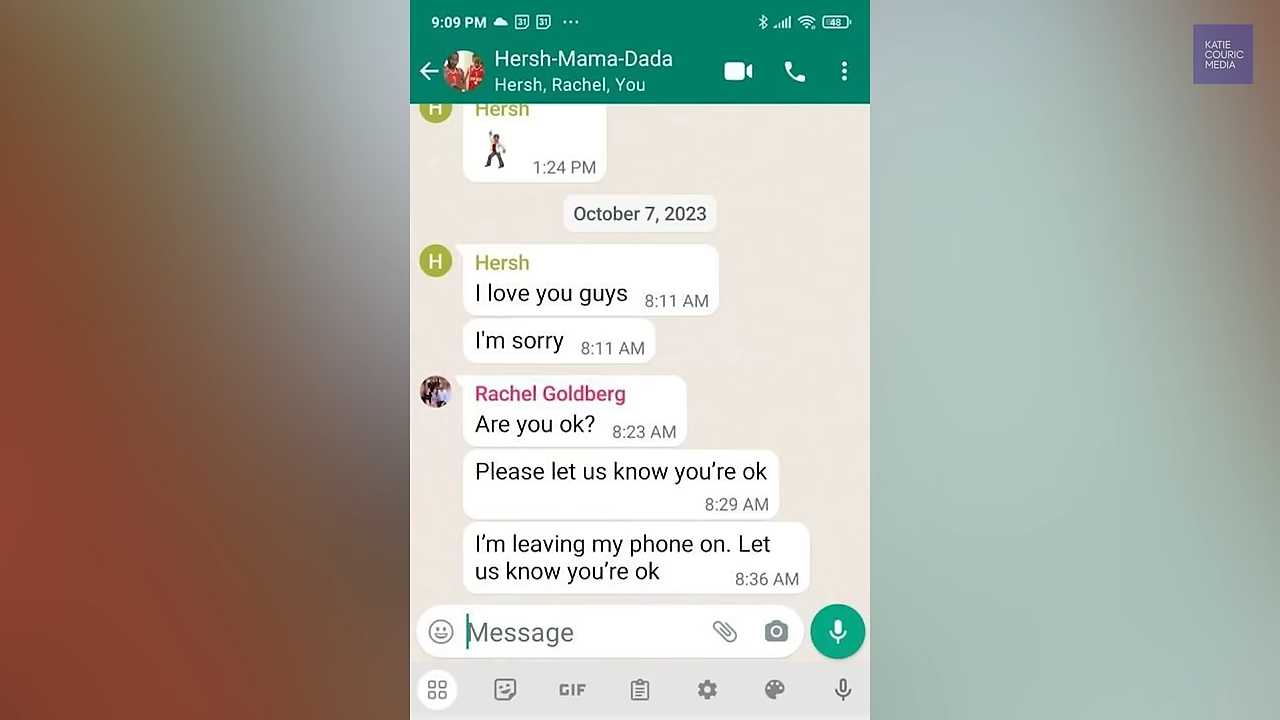 9:09 PM 31 31 ... 48
KATIE
COURIC
MEDIA
Hersh-Mama-Dada
Hersh, Rachel, You
H Hersh
1:24 PM
October 7, 2023
H Hersh
I love you guys 8:11 AM
I'm sorry 8:11 AM
Rachel Goldberg
Are you ok? 8:23 AM
Please let us know you’re ok
8:29 AM
I’m leaving my phone on. Let
us know you’re ok 8:36 AM
Message
GIF